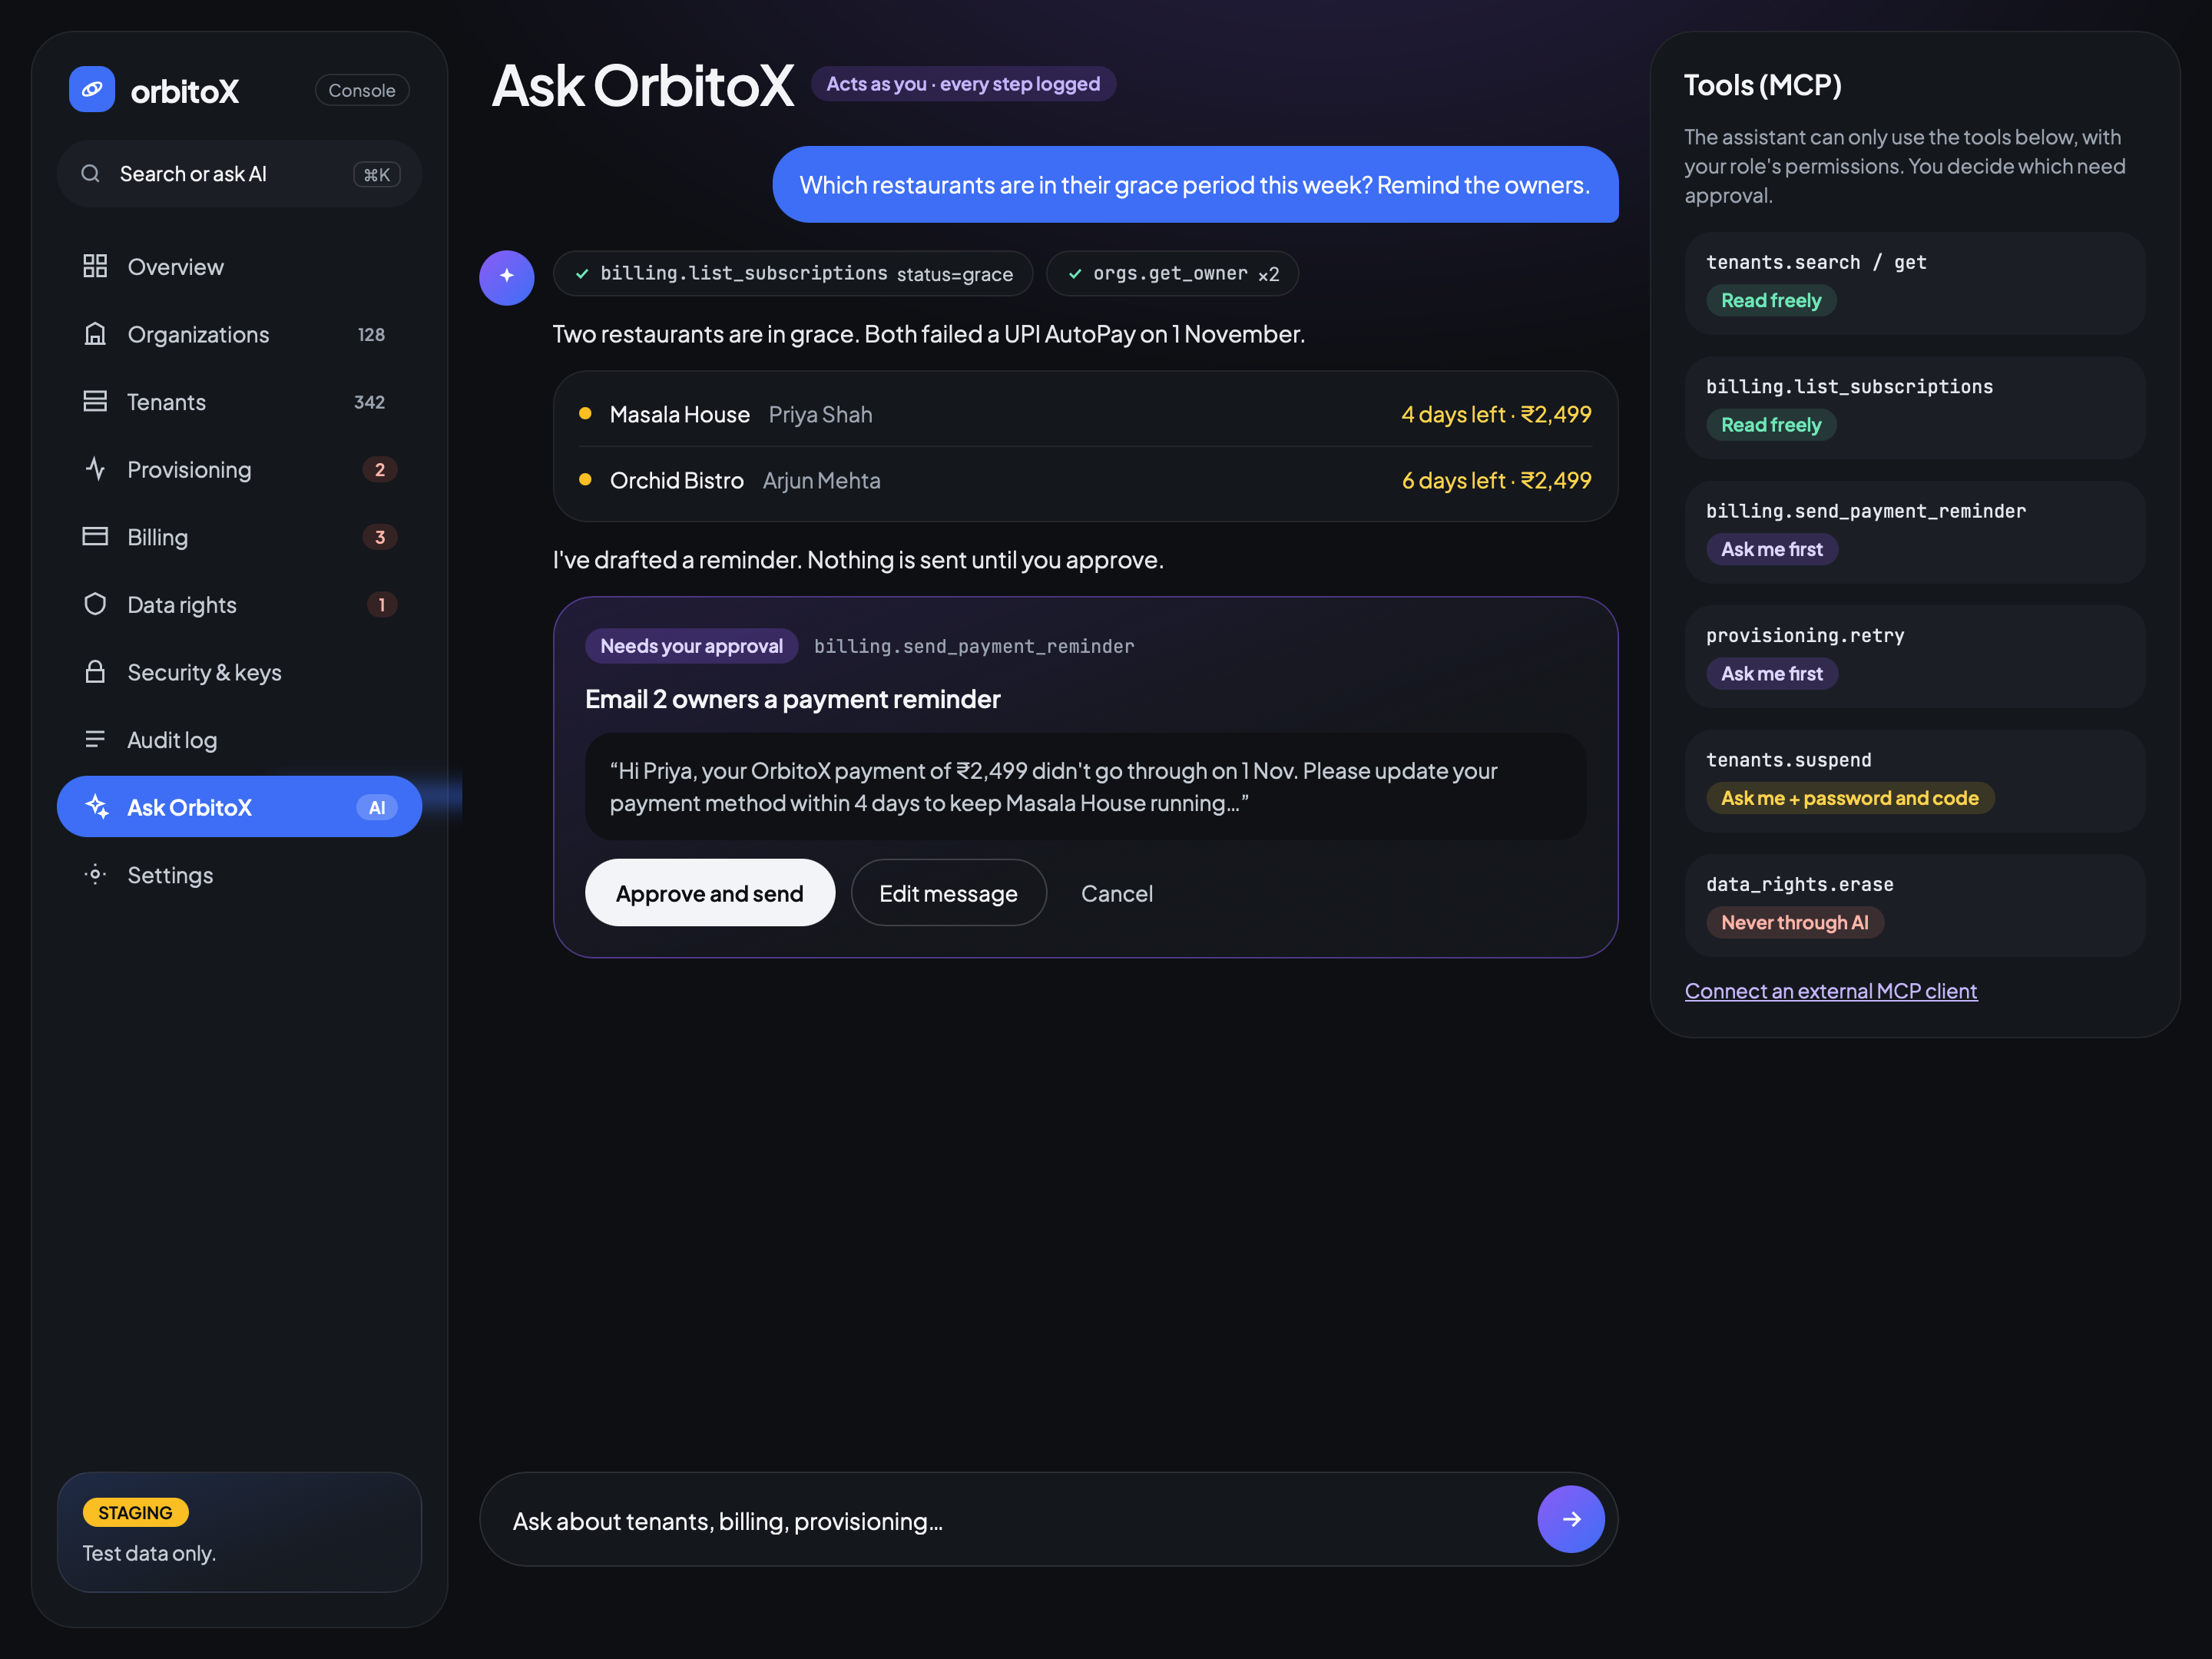 orbitoX
Console
Search or ask AI
⌘K
Overview
Organizations 128
Tenants 342
Provisioning 2
Billing 3
Data rights 1
Security & keys
Audit log
Ask OrbitoX AI
Settings
STAGING
Test data only.
Ask OrbitoX
Acts as you · every step logged
Which restaurants are in their grace period this week? Remind the owners.
billing.list_subscriptions status=grace
orgs.get_owner ×2
Two restaurants are in grace. Both failed a UPI AutoPay on 1 November.
Masala House Priya Shah 4 days left · ₹2,499
Orchid Bistro Arjun Mehta 6 days left · ₹2,499
I've drafted a reminder. Nothing is sent until you approve.
Needs your approval billing.send_payment_reminder
Email 2 owners a payment reminder
“Hi Priya, your OrbitoX payment of ₹2,499 didn't go through on 1 Nov. Please update your
payment method within 4 days to keep Masala House running…”
Approve and send
Edit message
Cancel
Ask about tenants, billing, provisioning…
Tools (MCP)
The assistant can only use the tools below, with
your role's permissions. You decide which need
approval.
tenants.search / get
Read freely
billing.list_subscriptions
Read freely
billing.send_payment_reminder
Ask me first
provisioning.retry
Ask me first
tenants.suspend
Ask me + password and code
data_rights.erase
Never through AI
Connect an external MCP client